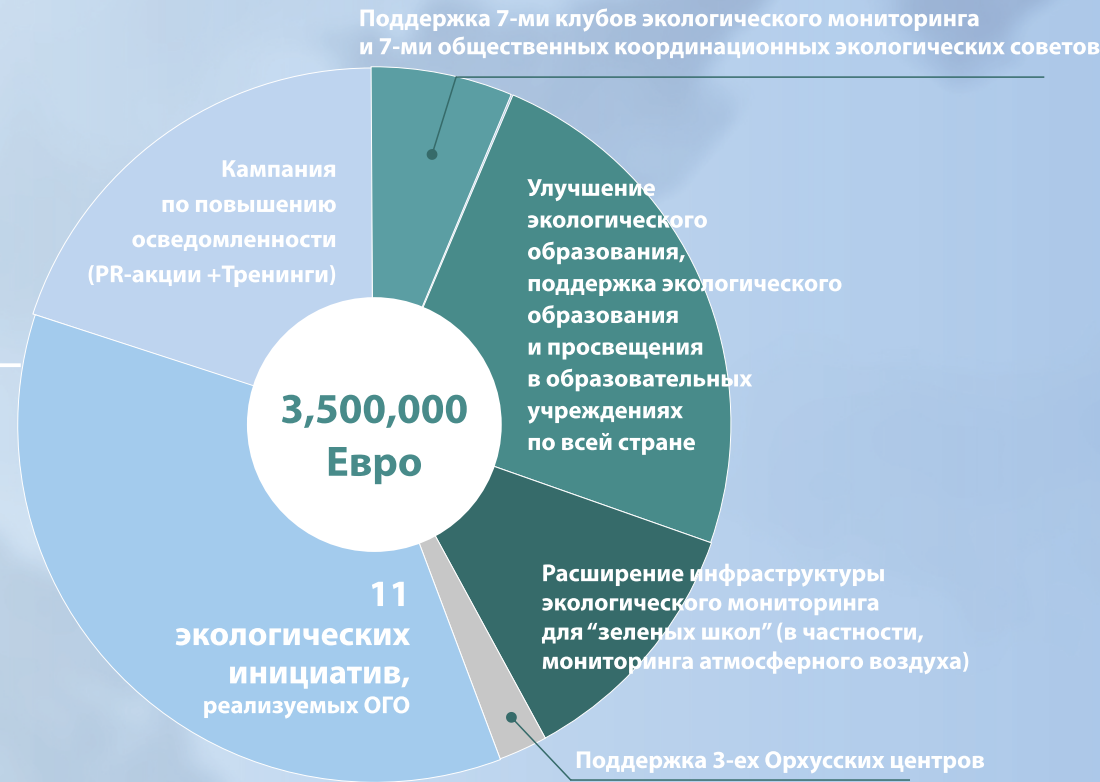 Поддержка 7-ми клубов экологического мониторинга
и 7-ми общественных координационных экологических советов
Кампания
по повышению
осведомленности
(PR-акции +Тренинги)
Улучшение
экологического
образования,
поддержка экологического
образования
и просвещения
в образовательных
учреждениях
по всей стране
3,500,000
Евро
Расширение инфраструктуры
экологического мониторинга
для “зеленых школ” (в частности,
мониторинга атмосферного воздуха)
11
экологических
инициатив,
реализуемых ОГО
Поддержка 3-ех Орхусских центров